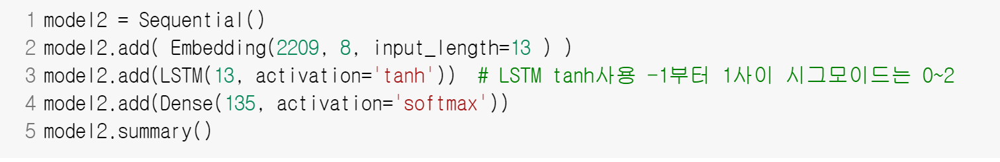 1 model2 = Sequential()
2 model2.add( Embedding(2209, 8, input_length=13 ) )
3 model2.add(LSTM(13, activation='tanh'))  # LSTM tanh사용 -1부터 1사이 시그모이드는 0~2
4 model2.add(Dense(135, activation='softmax'))
5 model2.summary()